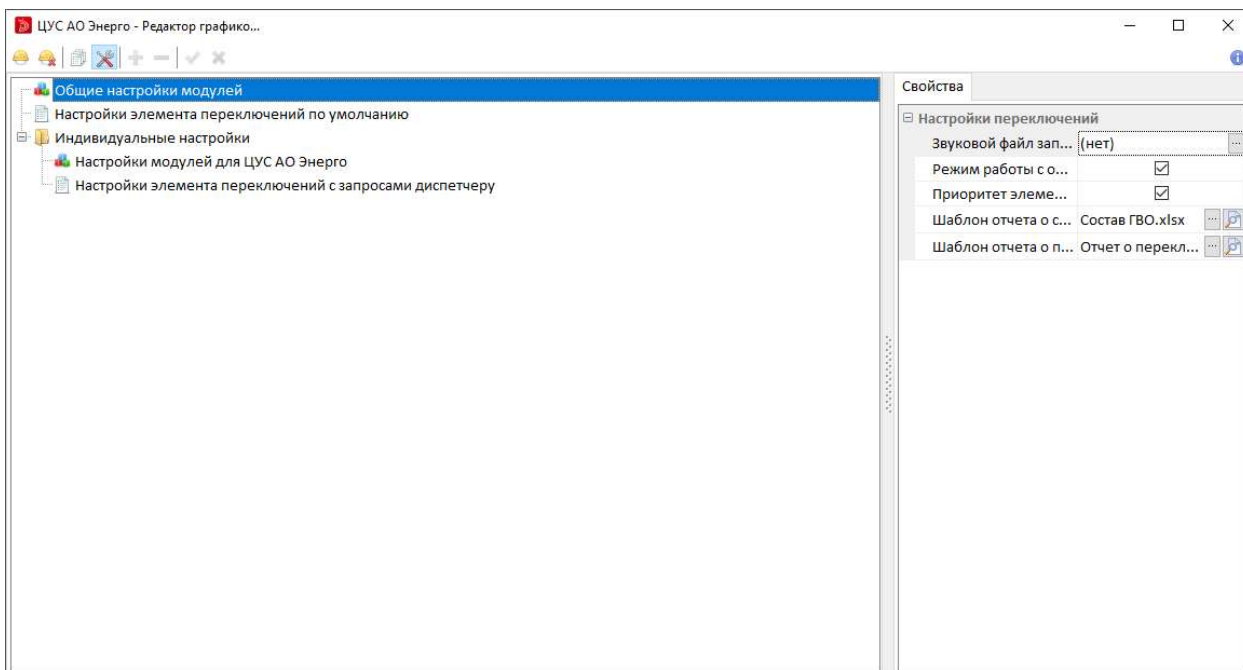 ЦУС АО Энерго - Редактор графико...
Общие настройки модулей
Настройки элемента переключений по умолчанию
Индивидуальные настройки
Настройки модулей для ЦУС АО Энерго
Настройки элемента переключений с запросами диспетчеру
Свойства
Настройки переключений
Звуковой файл зап... (нет)
Режим работы с о...
Приоритет элеме...
Шаблон отчета о с... Состав ГВО.xlsx
Шаблон отчета о п... Отчет о перекл...